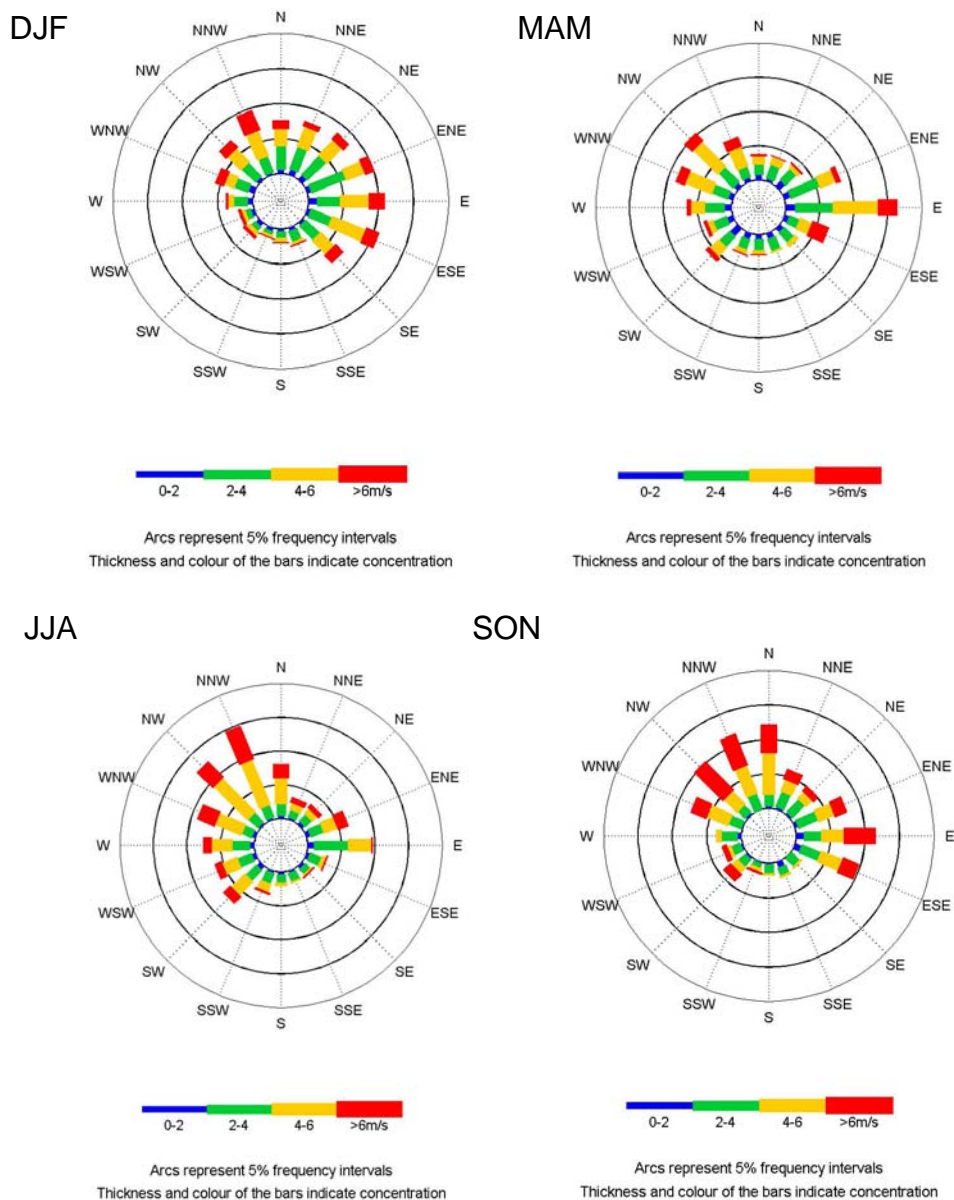 DJF
N
NNW
NNE
NW
NE
WNW
ENE
W
E
WSW
ESE
SW
SE
SSW
SSE
S
0-2 2-4 4-6 >6m/s
Arcs represent 5% frequency intervals
Thickness and colour of the bars indicate concentration
MAM
N
NNW
NNE
NW
NE
WNW
ENE
W
E
WSW
ESE
SW
SE
SSW
SSE
S
0-2 2-4 4-6 >6m/s
Arcs represent 5% frequency intervals
Thickness and colour of the bars indicate concentration
JJA
N
NNW
NNE
NW
NE
WNW
ENE
W
E
WSW
ESE
SW
SE
SSW
SSE
S
0-2 2-4 4-6 >6m/s
Arcs represent 5% frequency intervals
Thickness and colour of the bars indicate concentration
SON
N
NNW
NNE
NW
NE
WNW
ENE
W
E
WSW
ESE
SW
SE
SSW
SSE
S
0-2 2-4 4-6 >6m/s
Arcs represent 5% frequency intervals
Thickness and colour of the bars indicate concentration